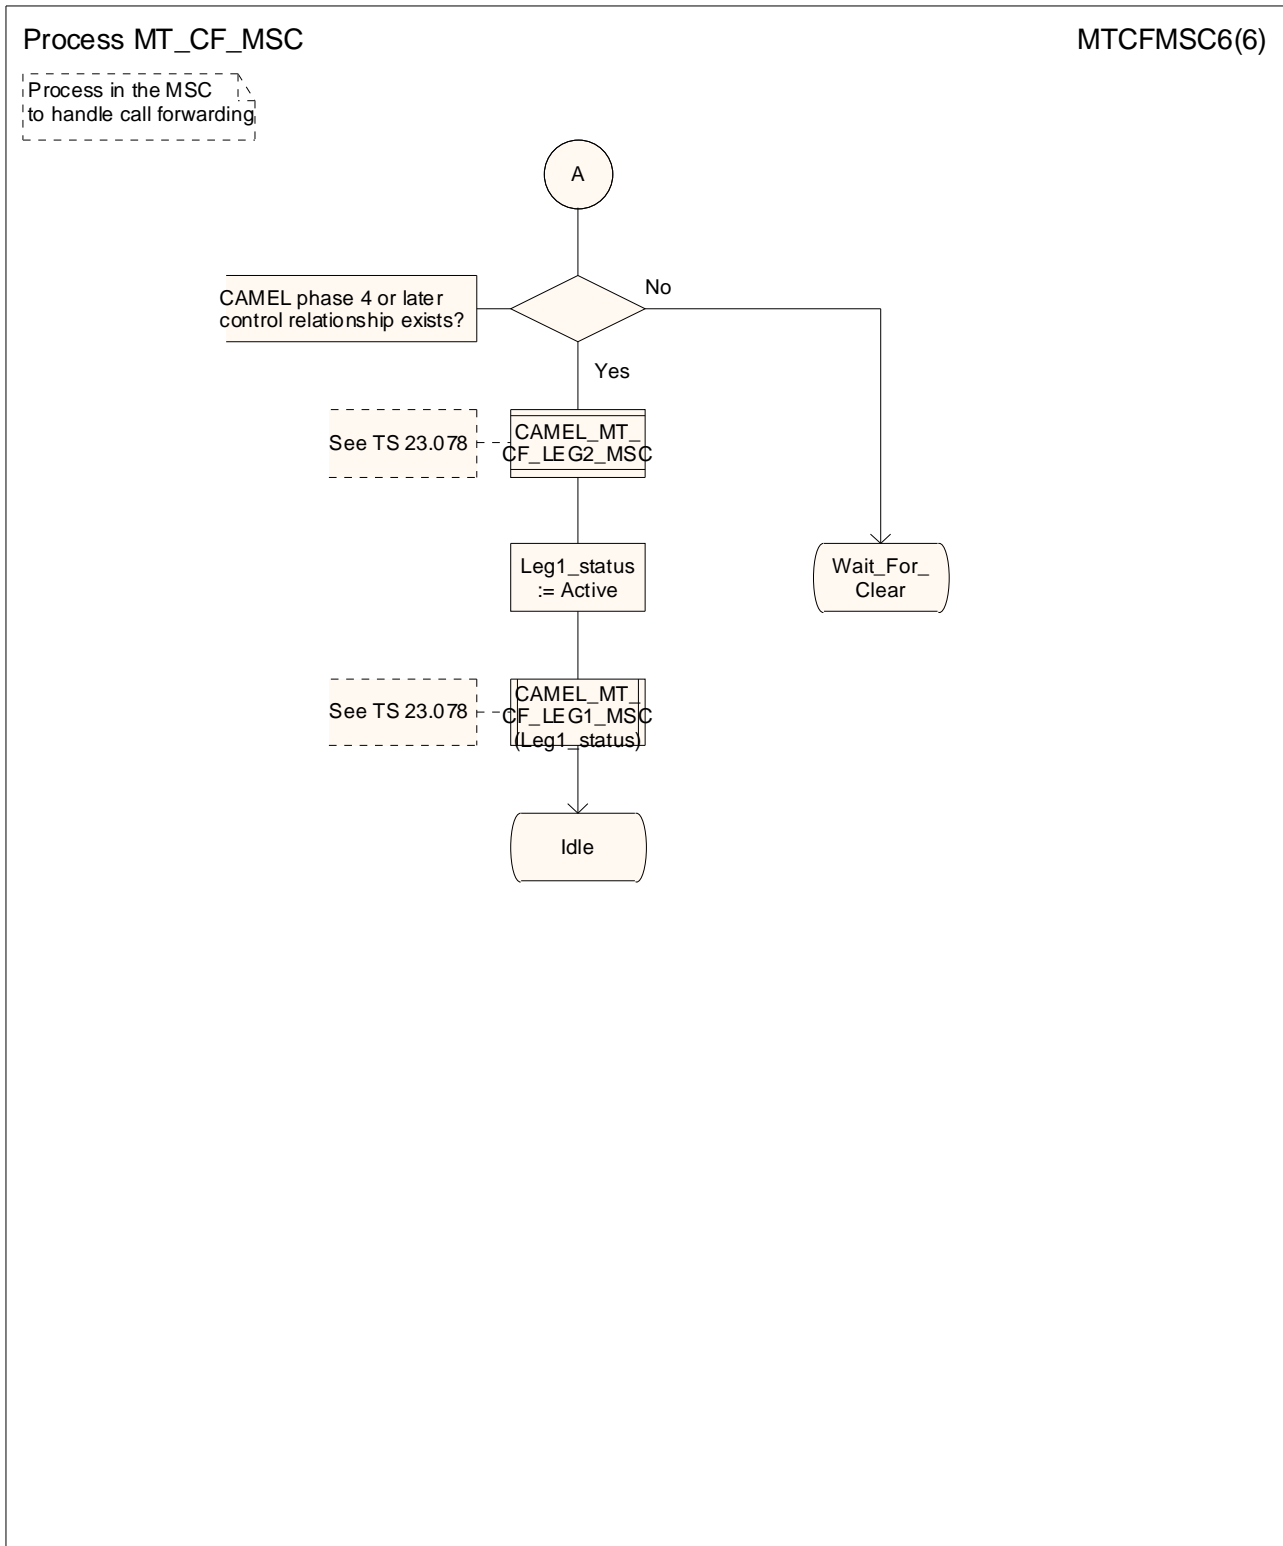 Process MT_CF_MSC
MTCFMSC6(6)
Process in the MSC
to handle call forwarding
A
CAMEL phase 4 or later
control relationship exists?
No
Yes
See TS 23.078
CAMEL_MT_
CF_LEG2_MSC
Leg1_status
:= Active
Wait_For_
Clear
See TS 23.078
CAMEL_MT_
CF_LEG1_MSC
(Leg1_status)
Idle